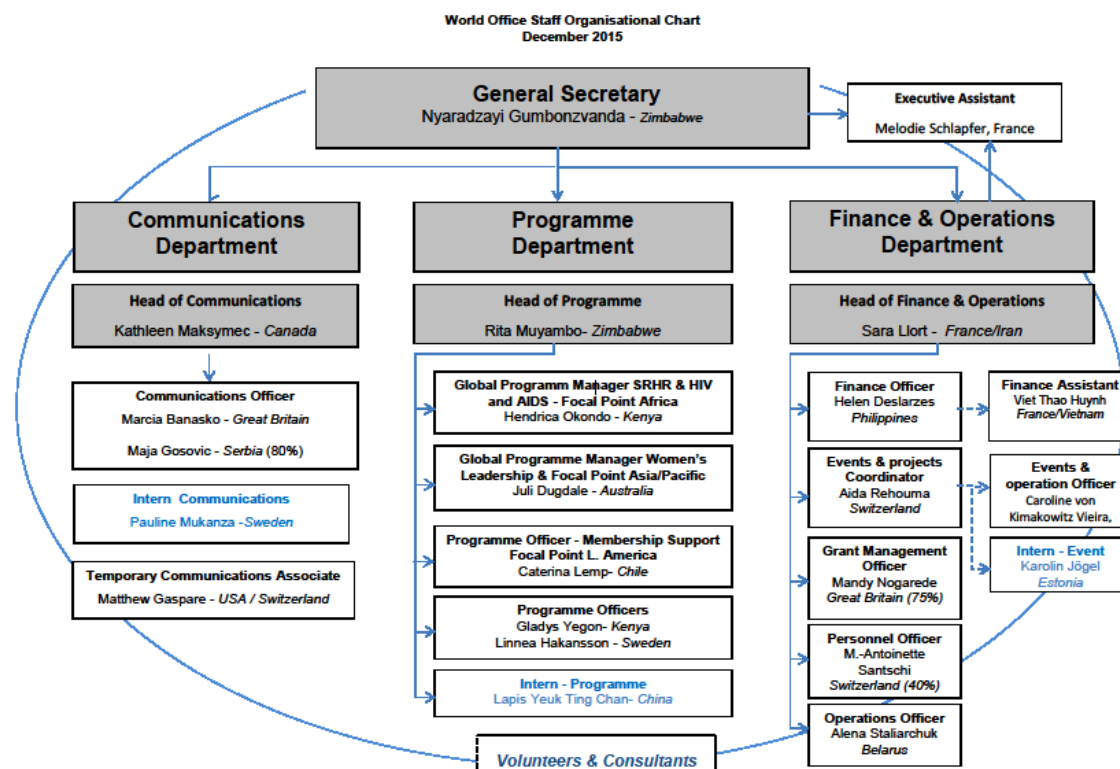 World Office Staff Organisational Chart
December 2015
General Secretary
Nyaradzayi Gumbonzvanda - Zimbabwe
Executive Assistant
Melodie Schlapfer, France
Communications
Department
Head of Communications
Kathleen Maksymec - Canada
Communications Officer
Marcia Banasko - Great Britain
Maja Gosovic - Serbia (80%)
Intern Communications
Pauline Mukanza -Sweden
Temporary Communications Associate
Matthew Gaspare - USA / Switzerland
Programme
Department
Head of Programme
Rita Muyambo- Zimbabwe
Global Programm Manager SRHR & HIV
and AIDS - Focal Point Africa
Hendrica Okondo - Kenya
Global Programme Manager Women's
Leadership & Focal Point Asia/Pacific
Juli Dugdale - Australia
Programme Officer - Membership Support
Focal Point L. America
Caterina Lemp- Chile
Programme Officers
Gladys Yegon- Kenya
Linnea Hakansson - Sweden
Intern - Programme
Lapis Yeuk Ting Chan- China
Finance & Operations
Department
Head of Finance & Operations
Sara Llort - France/Iran
Finance Officer
Helen Deslarzes
Philippines
Finance Assistant
Viet Thao Huynh
France/Vietnam
Events & projects
Coordinator
Aida Rehouma
Switzerland
Events &
operation Officer
Caroline von
Kimakowitz Vieira,
Intern - Event
Karolin Jögel
Estonia
Grant Management
Officer
Mandy Nogarede
Great Britain (75%)
Personnel Officer
M.-Antoinette
Santschi
Switzerland (40%)
Operations Officer
Alena Staliarchuk
Belarus
Volunteers & Consultants